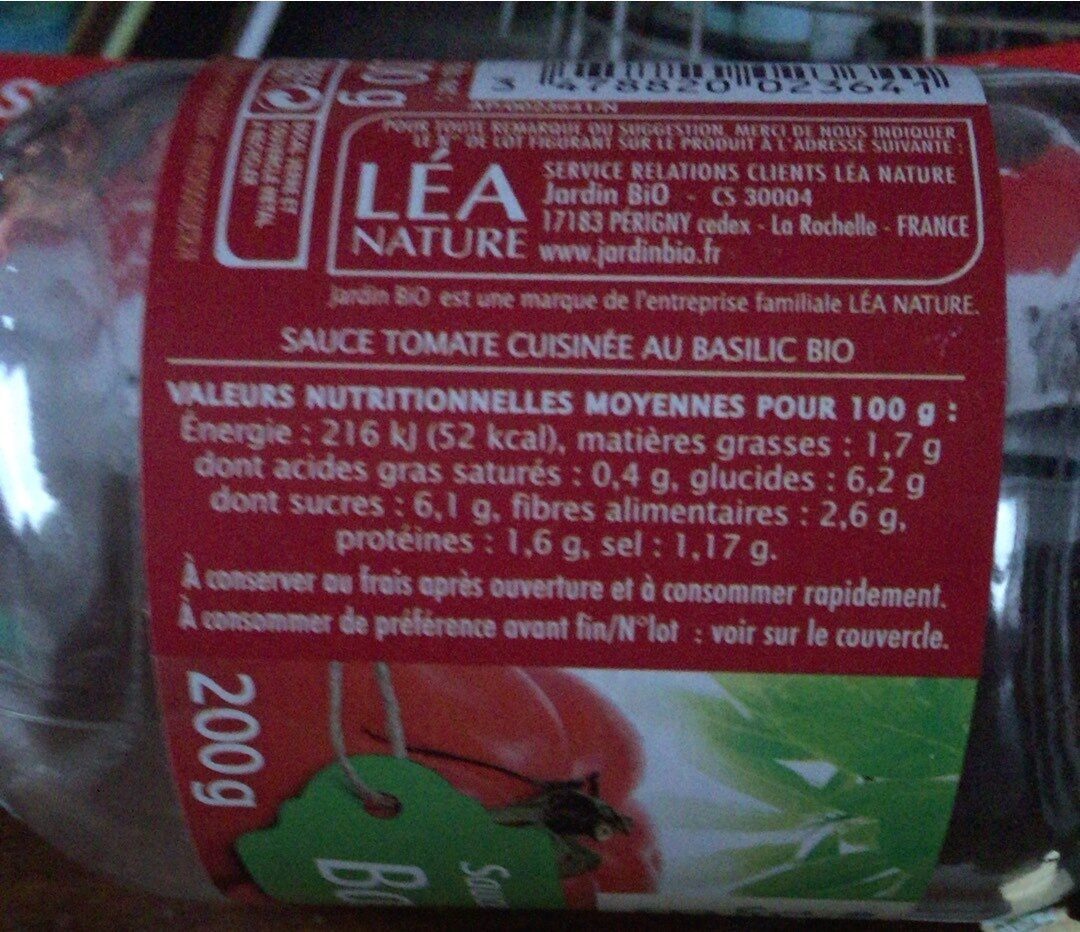 3 478820 023641
POUR TOUTE REMARQUE OU SUGGESTION, MERCI DE NOUS INDIQUER
LE N° DE LOT FIGURANT SUR LE PRODUIT À L'ADRESSE SUIVANTE :
LÉA
NATURE
SERVICE RELATIONS CLIENTS LÉA NATURE
Jardin BiO - CS 30004
17183 PÉRIGNY cedex - La Rochelle - FRANCE
www.jardinbio.fr
Jardin BiO est une marque de l'entreprise familiale LÉA NATURE.
SAUCE TOMATE CUISINÉE AU BASILIC BIO
VALEURS NUTRITIONNELLES MOYENNES POUR 100 g :
Énergie : 216 kJ (52 kcal), matières grasses : 1,7 g
dont acides gras saturés : 0,4 g, glucides : 6,2 g
dont sucres : 6,1 g, fibres alimentaires : 2,6 g,
protéines : 1,6 g, sel : 1,17 g.
À conserver au frais après ouverture et à consommer rapidement.
À consommer de préférence avant fin/N°lot : voir sur le couvercle.
200g